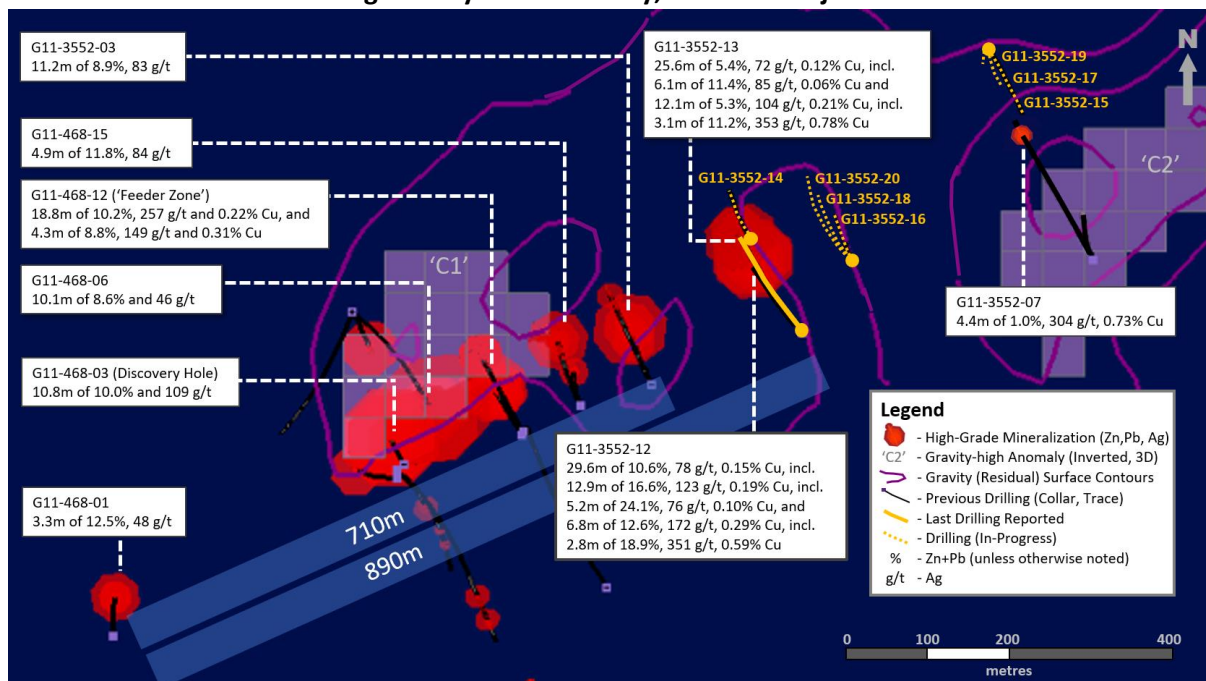 G11-3552-03
11.2m of 8.9%, 83 g/t
G11-468-15
4.9m of 11.8%, 84 g/t
G11-468-12 ('Feeder Zone')
18.8m of 10.2%, 257 g/t and 0.22% Cu, and
4.3m of 8.8%, 149 g/t and 0.31% Cu
G11-468-06
10.1m of 8.6% and 46 g/t
G11-468-03 (Discovery Hole)
10.8m of 10.0% and 109 g/t
G11-468-01
3.3m of 12.5%, 48 g/t
'C1'
710m
890m
G11-3552-13
25.6m of 5.4%, 72 g/t, 0.12% Cu, incl.
6.1m of 11.4%, 85 g/t, 0.06% Cu and
12.1m of 5.3%, 104 g/t, 0.21% Cu, incl.
3.1m of 11.2%, 353 g/t, 0.78% Cu
G11-3552-14
G11-3552-20
G11-3552-18
G11-3552-16
G11-3552-12
29.6m of 10.6%, 78 g/t, 0.15% Cu, incl.
12.9m of 16.6%, 123 g/t, 0.19% Cu, incl.
5.2m of 24.1%, 76 g/t, 0.10% Cu, and
6.8m of 12.6%, 172 g/t, 0.29% Cu, incl.
2.8m of 18.9%, 351 g/t, 0.59% Cu
G11-3552-19
G11-3552-17
G11-3552-15
N
'C2'
G11-3552-07
4.4m of 1.0%, 304 g/t, 0.73% Cu
Legend
- High-Grade Mineralization (Zn,Pb, Ag)
'C2' - Gravity-high Anomaly (Inverted, 3D)
- Gravity (Residual) Surface Contours
- Previous Drilling (Collar, Trace)
- Last Drilling Reported
- Drilling (In-Progress)
% - Zn+Pb (unless otherwise noted)
g/t - Ag
0 100 200 400
metres